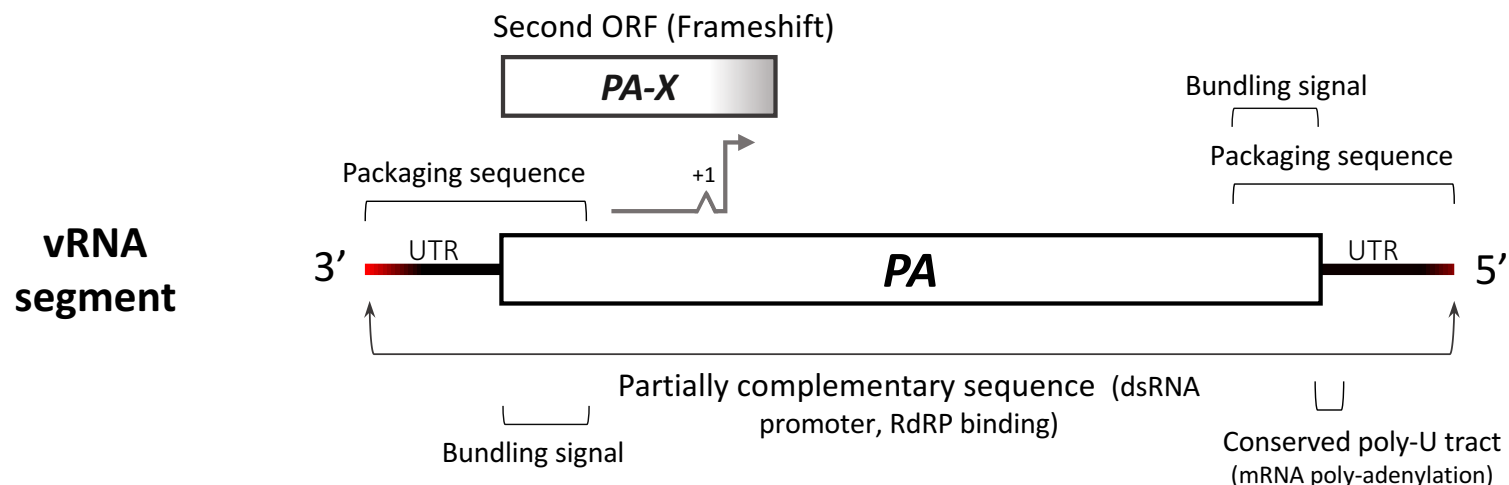 Second ORF (Frameshift)
PA-X
Bundling signal
+1
Packaging sequence
Packaging sequence
vRNA
segment
3’
UTR
PA
UTR
5’
Partially complementary sequence (dsRNA
promoter, RdRP binding)
Bundling signal
Conserved poly-U tract
(mRNA poly-adenylation)